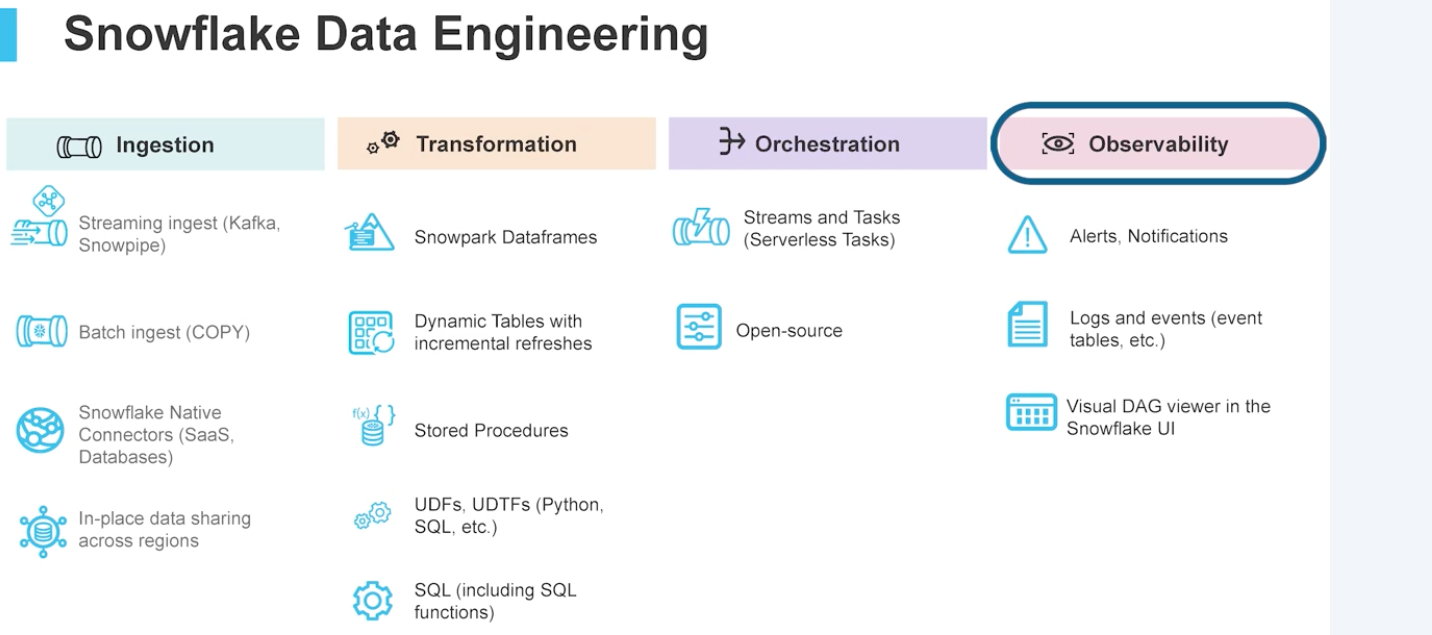 Snowflake Data Engineering
Ingestion
Streaming ingest (Kafka,
Snowpipe)
Batch ingest (COPY)
Snowflake Native
Connectors (SaaS,
Databases)
In-place data sharing
across regions
Transformation
Snowpark Dataframes
Dynamic Tables with
incremental refreshes
f(x) { }
Stored Procedures
UDFs, UDTFs (Python,
SQL, etc.)
SQL (including SQL
functions)
Orchestration
Streams and Tasks
(Serverless Tasks)
Open-source
Observability
Alerts, Notifications
Logs and events (event
tables, etc.)
Visual DAG viewer in the
Snowflake UI